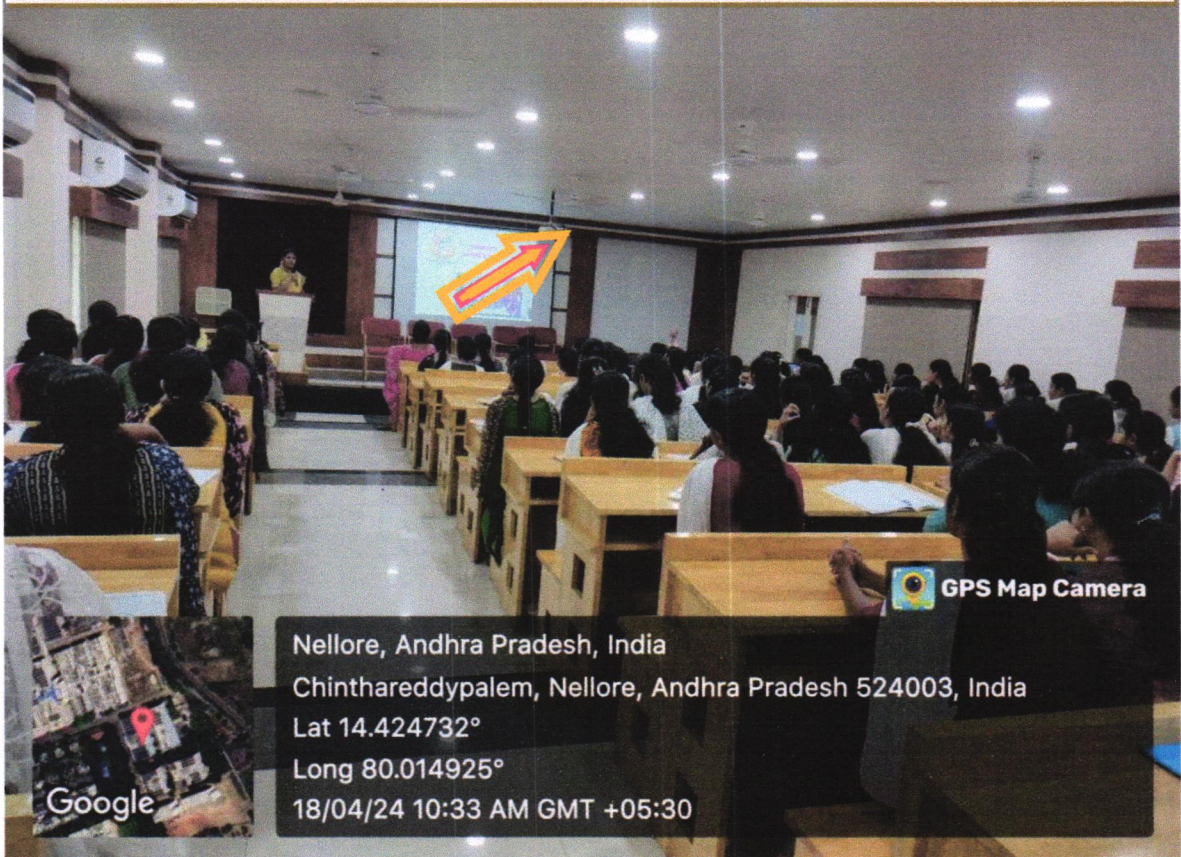 GPS Map Camera
Nellore, Andhra Pradesh, India
Chinthareddypalem, Nellore, Andhra Pradesh 524003, India
Lat 14.424732°
Long 80.014925°
18/04/24 10:33 AM GMT +05:30
Google